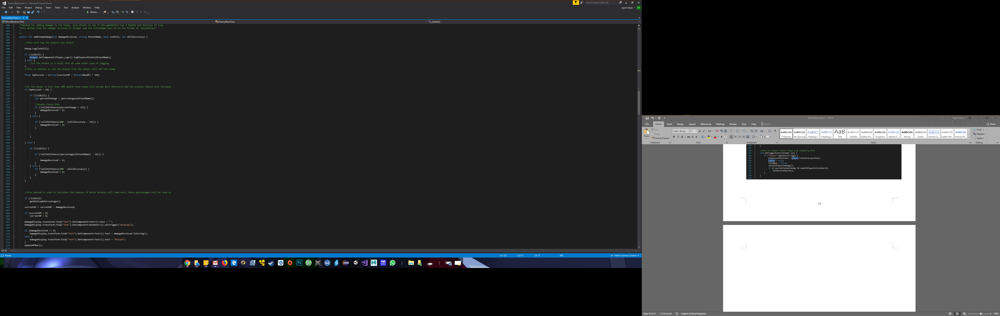 EnemyBaseClass.cs - Microsoft Visual Studio
Quick Launch (Ctrl+Q)
File Edit View Project Debug Team Tools Test Analyze Window Help
sayim khan SK
Attach...
EnemyBaseClass.cs
Miscellaneous Files EnemyBaseClass Update()
200 /*Method for adding Damage to the Enemy, also checks to see if the gameObject has 0 health and destroys if true
201 *this method need the damage recieved in integer and the AttackName must be in the format of 'QuickAttack'
202 *
203 */
204 public int addEnemyDamage(int damageReceived, string AttackName, bool isSkill, int skillAccuracy) {
205
206 //this will log the players new attack
207
208 Debug.Log(isSkill);
209
210 if (!isSkill) {
211 player.GetComponent<Player_Log>().logPlayersAttack(AttackName);
212 } else {
213 //if the Attack is a skill then do some other type of logging
214 }
215 //this is whether or not the attack from the player will hit the enemy
216
217 float hpPercent = ((float)currentHP / (float)MaxHP) * 100;
218
219
220
221 //if the enemy is less than 40% health then enemy will become more defensive and the evasion chance will increase
222 if (hpPercent < 40) {
223
224 if (!isSkill) {
225 int percentChange = (percentages[AttackName]);
226
227 //Double Check this
228 if (!willHitChance(percentChange + 20)) {
229 damageReceived = 0;
230 }
231 } else {
232
233 if (!willHitChance(100 - (skillAccuracy - 10))) {
234 damageReceived = 0;
235 }
236
237
238 }
239
240 } else {
241
242 if (!isSkill) {
243
244 if (!willHitChance((percentages[AttackName] - 30))) {
245
246 damageReceived = 0;
247 }
248 } else {
249 if (!willHitChance(100 - skillAccuracy)) {
250 damageReceived = 0;
251 }
252 }
253 }
254
255
256
257 //this method is used to calculate the chances of which attacks will come next, these percentages will be used to
258
259 if (!isSkill)
260 getHitEvadePercentage();
261
262 currentHP = currentHP - damageReceived;
263
264 if (currentHP < 0)
265 currentHP = 0;
266
267 DamageDisplay.transform.Find("Text").GetComponent<Text>().text = "";
268 DamageDisplay.transform.Find("Text").GetComponent<Animator>().SetTrigger("display");
269
270 if (damageReceived != 0)
271 DamageDisplay.transform.Find("Text").GetComponent<Text>().text = damageReceived.ToString();
272 else {
273 DamageDisplay.transform.Find("Text").GetComponent<Text>().text = "Missed";
274 }
275 updateHPBar();
276
63 %
Ready Ln 133 Col 17 Ch 17 INS Add to Source Control
Ps
Dissertation.docx - Word sayim khan
File Home Insert Design Layout References Mailings Review View Help Search Share
Paste Cut Copy Format Painter
Calibri (Body) 11
AaBbCcDc AaBbCcDc AaBbCc AaBbCcC AaB AaBbCcC AaBbCcDc AaBbCcDc AaBbCcDc AaBbCcDc AaBbCcDc AaBbCcDc AaBbCcDc AaBbCcDc
¶ Normal No Spacing Heading 1 Heading 2 Title Subtitle Subtle Em... Emphasis Intense E... Strong Quote Intense Q... Subtle Ref... Intense Re...
Find Replace Select
Clipboard Font Paragraph Styles Editing
186 }
187
188 //when the player leaves range stop targeting them
189 void OnTriggerExit(Collider col) {
190 if ("Player".Equals(col.tag)) {
191 playerLastPosition = player.transform.position;
192 player = null;
193 inCombat = false;
194 checkIfPlayerInRange();
195 if ((!currentlySearching) && enablePlayerActiveSearch)
196 initActiveSearch();
197 }
198 }
199
28
Page 30 of 31 11218 words English (United Kingdom) 130%